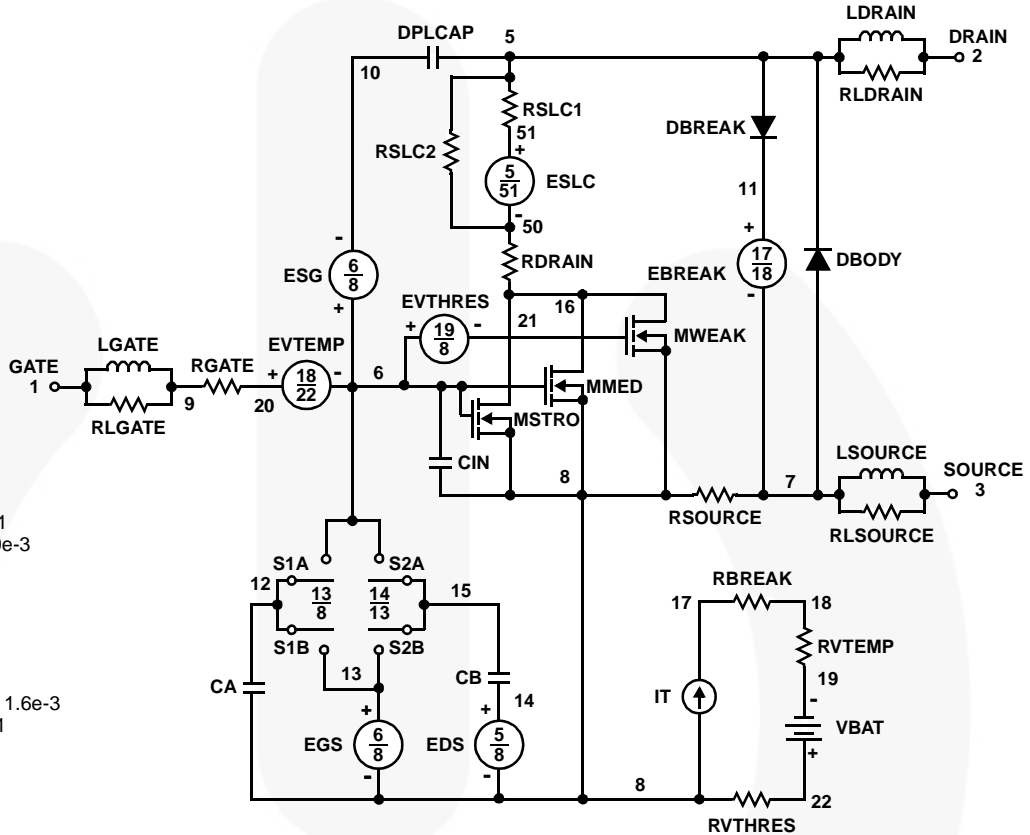 LDRAIN
DPLCAP 5 DRAIN
2
10
RLDRAIN
RSLC1
DBREAK
51
+
RSLC2
5
51
ESLC
11
-
50
-
+
17
18
RDRAIN
DBODY
EBREAK
6
8
ESG
-
16
EVTHRES
+
21
+
19
8
-
MWEAK
LGATE
EVTEMP
GATE
1
RGATE
+
18
22
-
6
MMED
9
20
MSTRO
RLGATE
LSOURCE
CIN
8
7
SOURCE
3
RSOURCE
RLSOURCE
1
e-3
S1A
S2A
12
13
8
14
13
15
RBREAK
17
18
S1B
S2B
RVTEMP
13
CB
19
CA
14
IT
-
1.6e-3
+
+
VBAT
EGS
6
8
EDS
5
8
+
-
-
8
22
RVTHRES